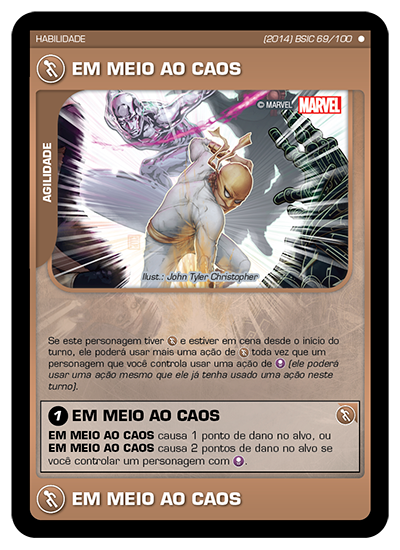 HABILIDADE
(2014) BSIC 69/100
EM MEIO AO CAOS
© MARVEL MARVEL
AGILIDADE
Ilust.: John Tyler Christopher
Se este personagem tiver e estiver em cena desde o início do
turno, ele poderá usar mais uma ação de toda vez que um
personagem que você controla usar uma ação de (ele poderá
usar uma ação mesmo que ele já tenha usado uma ação neste
turno).
1 EM MEIO AO CAOS
EM MEIO AO CAOS causa 1 ponto de dano no alvo, ou
EM MEIO AO CAOS causa 2 pontos de dano no alvo se
você controlar um personagem com .
EM MEIO AO CAOS